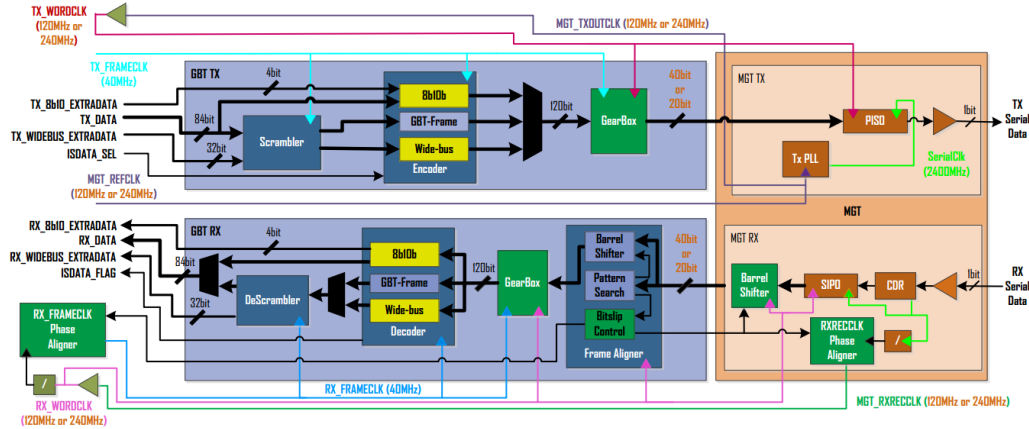 TX_WORDCLK
(120MHz or
240MHz)
MGT_TXOUTCLK (120MHz or 240MHz)
TX_FRAMECLK
(40MHz)
GBT TX
4bit
8b10b
GBT-Frame
Wide-bus
Encoder
120bit
GearBox
40bit
or
20bit
MGT TX
PISO
1bit
TX
Serial
Data
TX_8b10_EXTRADATA
TX_DATA
84bit
TX_WIDEBUS_EXTRADATA
32bit
Scrambler
ISDATA_SEL
Tx PLL
SerialClk
(2400MHz)
MGT_REFCLK
(120MHz or 240MHz)
MGT
RX_8b10_EXTRADATA
RX_DATA
RX_WIDEBUS_EXTRADATA
84bit
ISDATA_FLAG
32bit
GBT RX
4bit
8b10b
GBT-Frame
Wide-bus
Decoder
DeScrambler
120bit
GearBox
Barrel
Shifter
Pattern
Search
Bitslip
Control
Frame Aligner
40bit
or
20bit
MGT RX
Barrel
Shifter
SIPO
CDR
1bit
RX
Serial
Data
RXRECCLK
Phase
Aligner
/
RX_FRAMECLK
Phase
Aligner
/
RX_FRAMECLK (40MHz)
RX_WORDCLK
(120MHz or 240MHz)
MGT_RXRECCLK (120MHz or 240MHz)